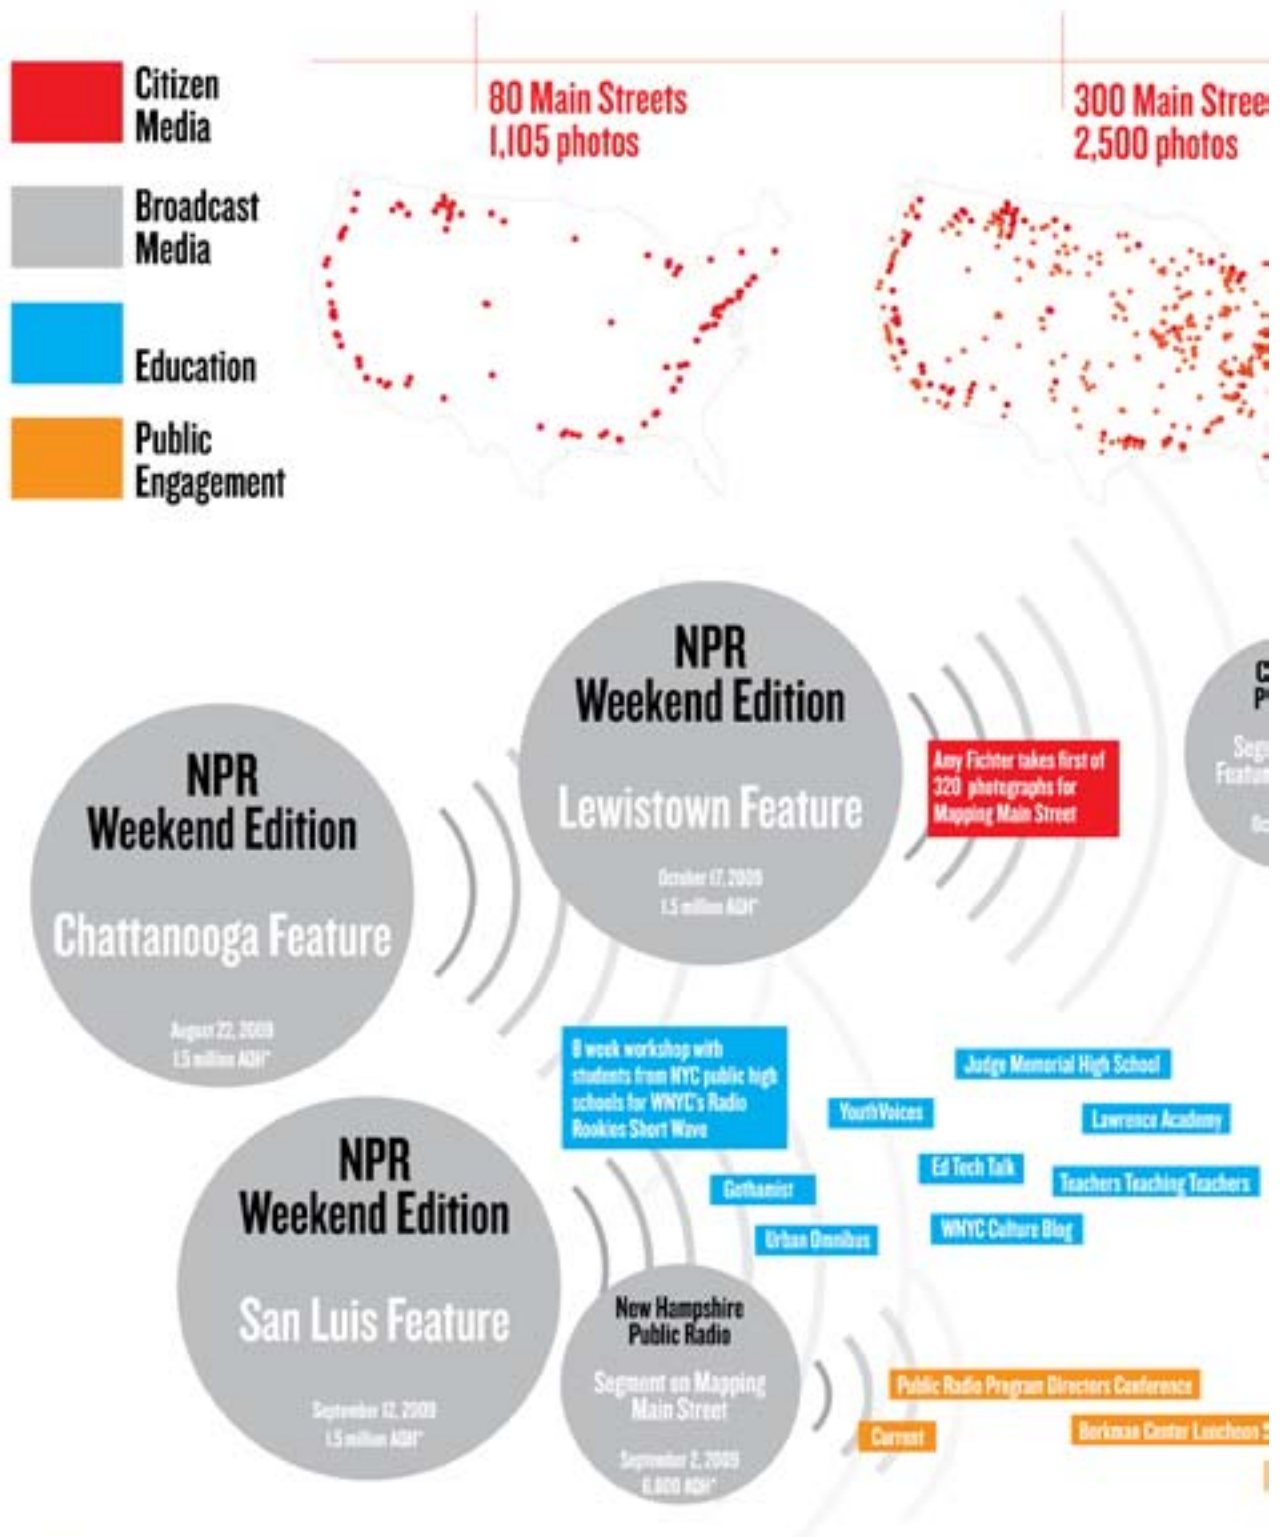 Citizen
Media
Broadcast
Media
Education
Public
Engagement
80 Main Streets
1,105 photos
300 Main Stree
2,500 photos
NPR
Weekend Edition
Lewistown Feature
October 17, 2009
1.5 million AQH*
Amy Fichter takes first of
320 photographs for
Mapping Main Street
NPR
Weekend Edition
Chattanooga Feature
August 22, 2009
1.5 million AQH*
8 week workshop with
students from NYC public high
schools for WNYC's Radio
Rookies Short Wave
Judge Memorial High School
YouthVoices
Lawrence Academy
Ed Tech Talk
Teachers Teaching Teachers
Gothamist
WNYC Culture Blog
Urban Omnibus
NPR
Weekend Edition
San Luis Feature
September 12, 2009
1.5 million AQH*
New Hampshire
Public Radio
Segment on Mapping
Main Street
September 2, 2009
6,800 AQH*
Public Radio Program Directors Conference
Current
Berkman Center Luncheon